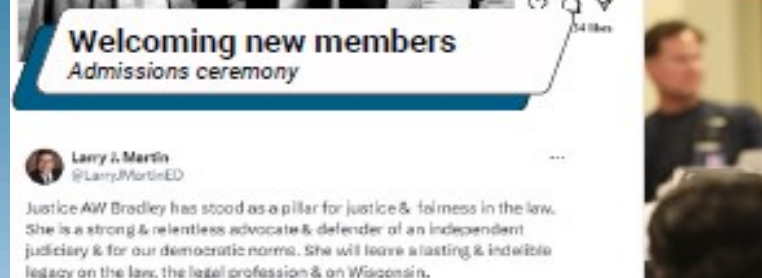 54 likes
Welcoming new members
Admissions ceremony
Larry J. Martin
@LarryJMartinED
Justice AW Bradley has stood as a pillar for justice & fairness in the law.
She is a strong & relentless advocate & defender of an independent
judiciary & for our democratic norms. She will leave a lasting & indelible
legacy on the law, the legal profession & on Wisconsin.